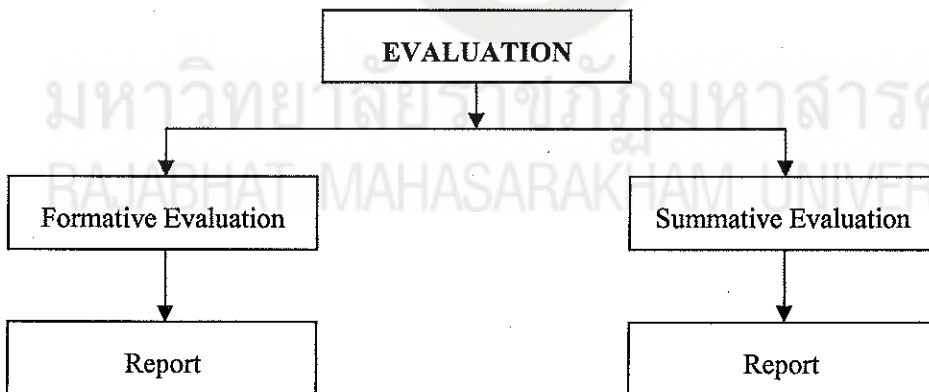 EVALUATION
มหาวิทยาลัยราชภัฏมหาสารค
RAJABHAT MAHASARAKHAM UNIVER
Formative Evaluation
Summative Evaluation
Report
Report